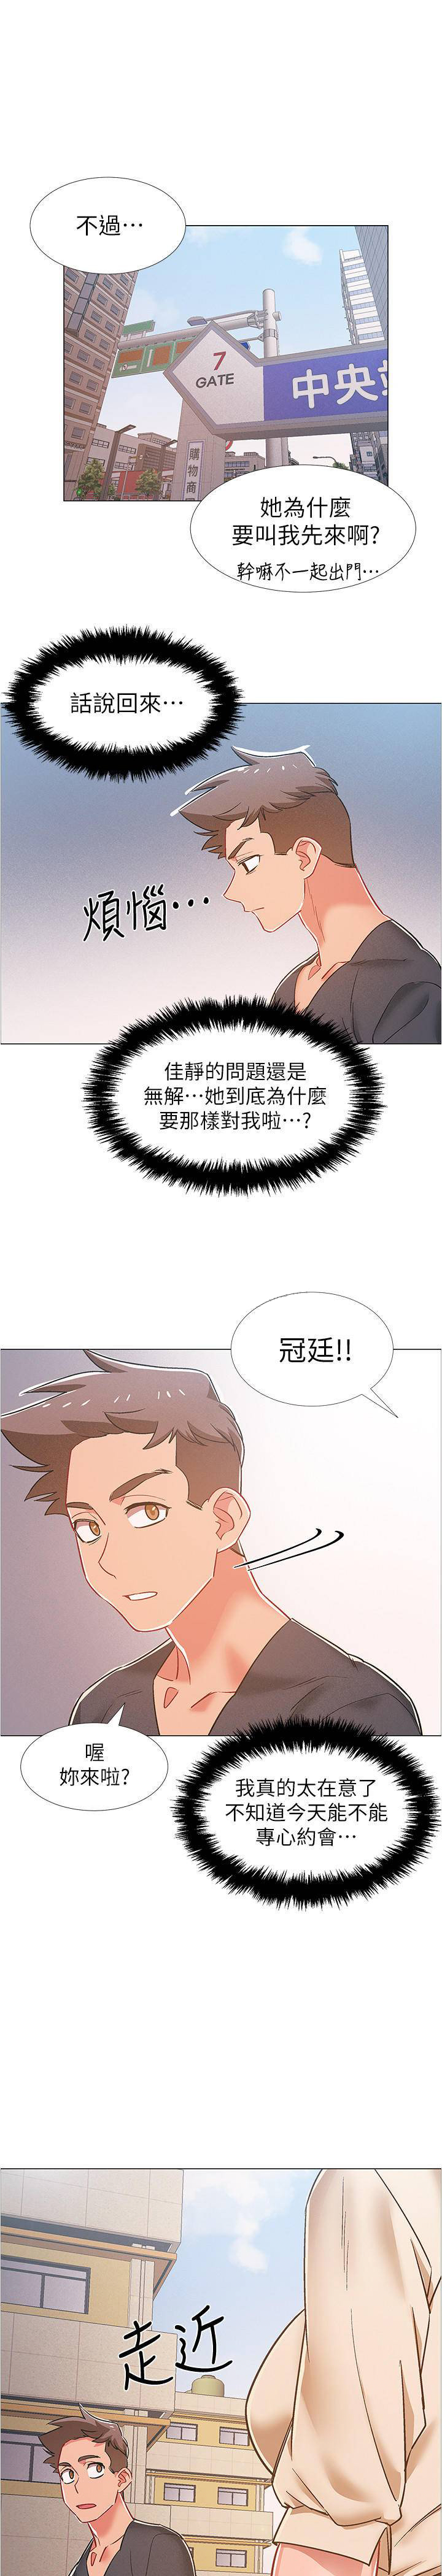 不過⋯
7
GATE
中央站
購物商
她為什麼
要叫我先來啊?
幹嘛不一起出門⋯
話說回來⋯
煩惱⋯
佳靜的問題還是
無解⋯她到底為什麼
要那樣對我啦⋯?
冠廷!!
喔
妳來啦?
我真的太在意了
不知道今天能不能
專心約會⋯
走近